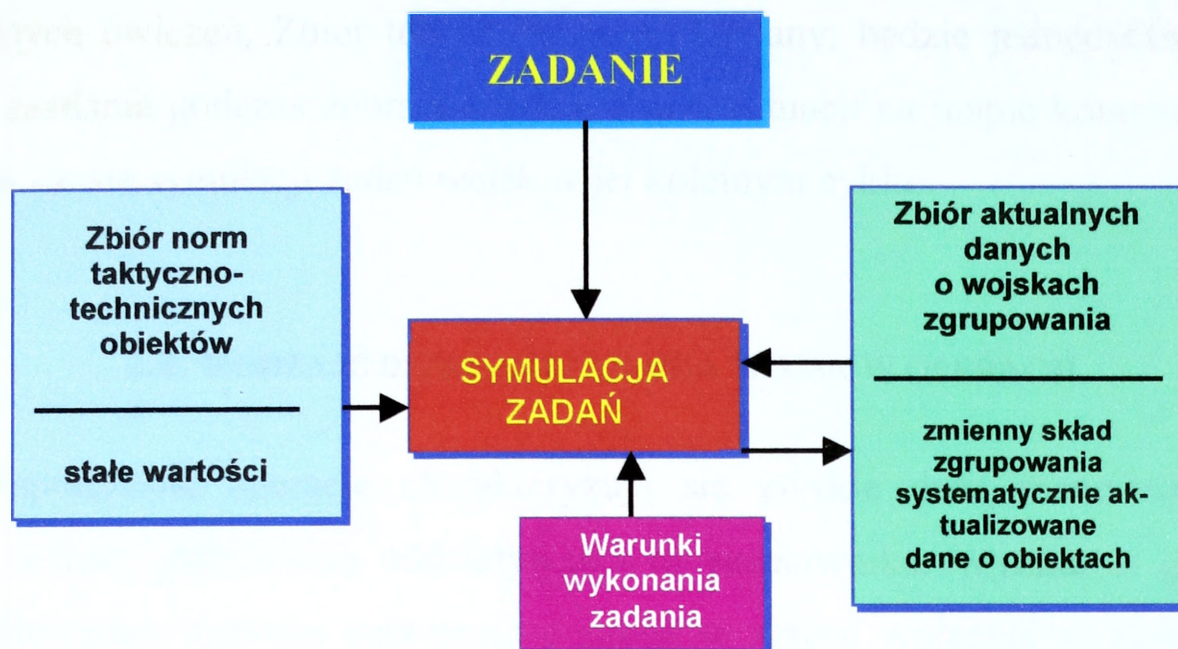 ZADANIE
Zbiór norm
taktyczno-
technicznych
obiektów
stałe wartości
SYMULACJA
ZADAŃ
Zbiór aktualnych
danych
o wojskach
zgrupowania
zmienny skład
zgrupowania
systematycznie ak-
tualizowane
dane o obiektach
Warunki
wykonania
zadania